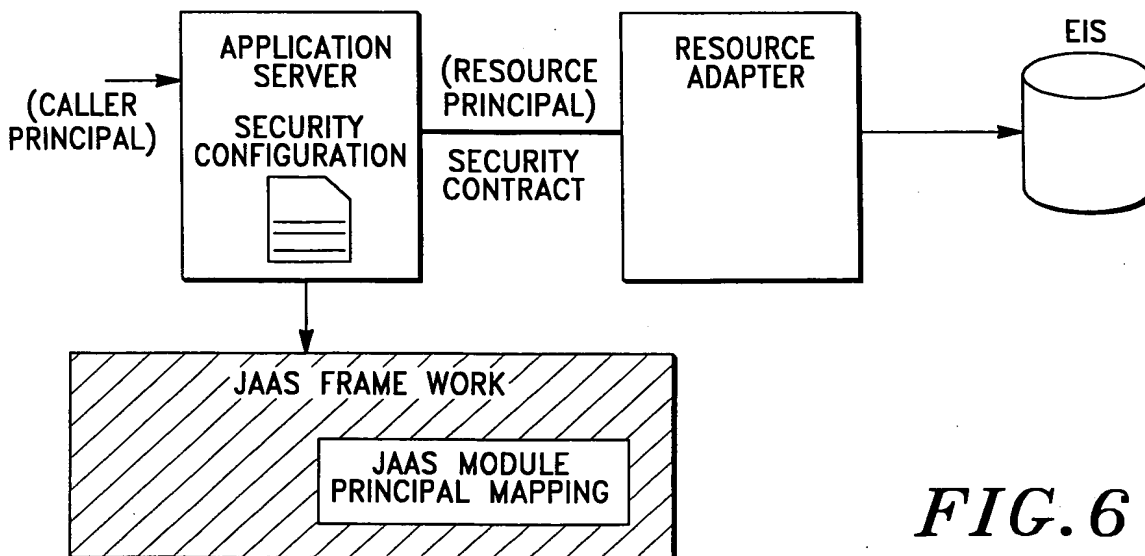 (CALLER
PRINCIPAL)
APPLICATION
SERVER
SECURITY
CONFIGURATION
(RESOURCE
PRINCIPAL)
SECURITY
CONTRACT
RESOURCE
ADAPTER
EIS
JAAS FRAME WORK
JAAS MODULE
PRINCIPAL MAPPING
FIG. 6